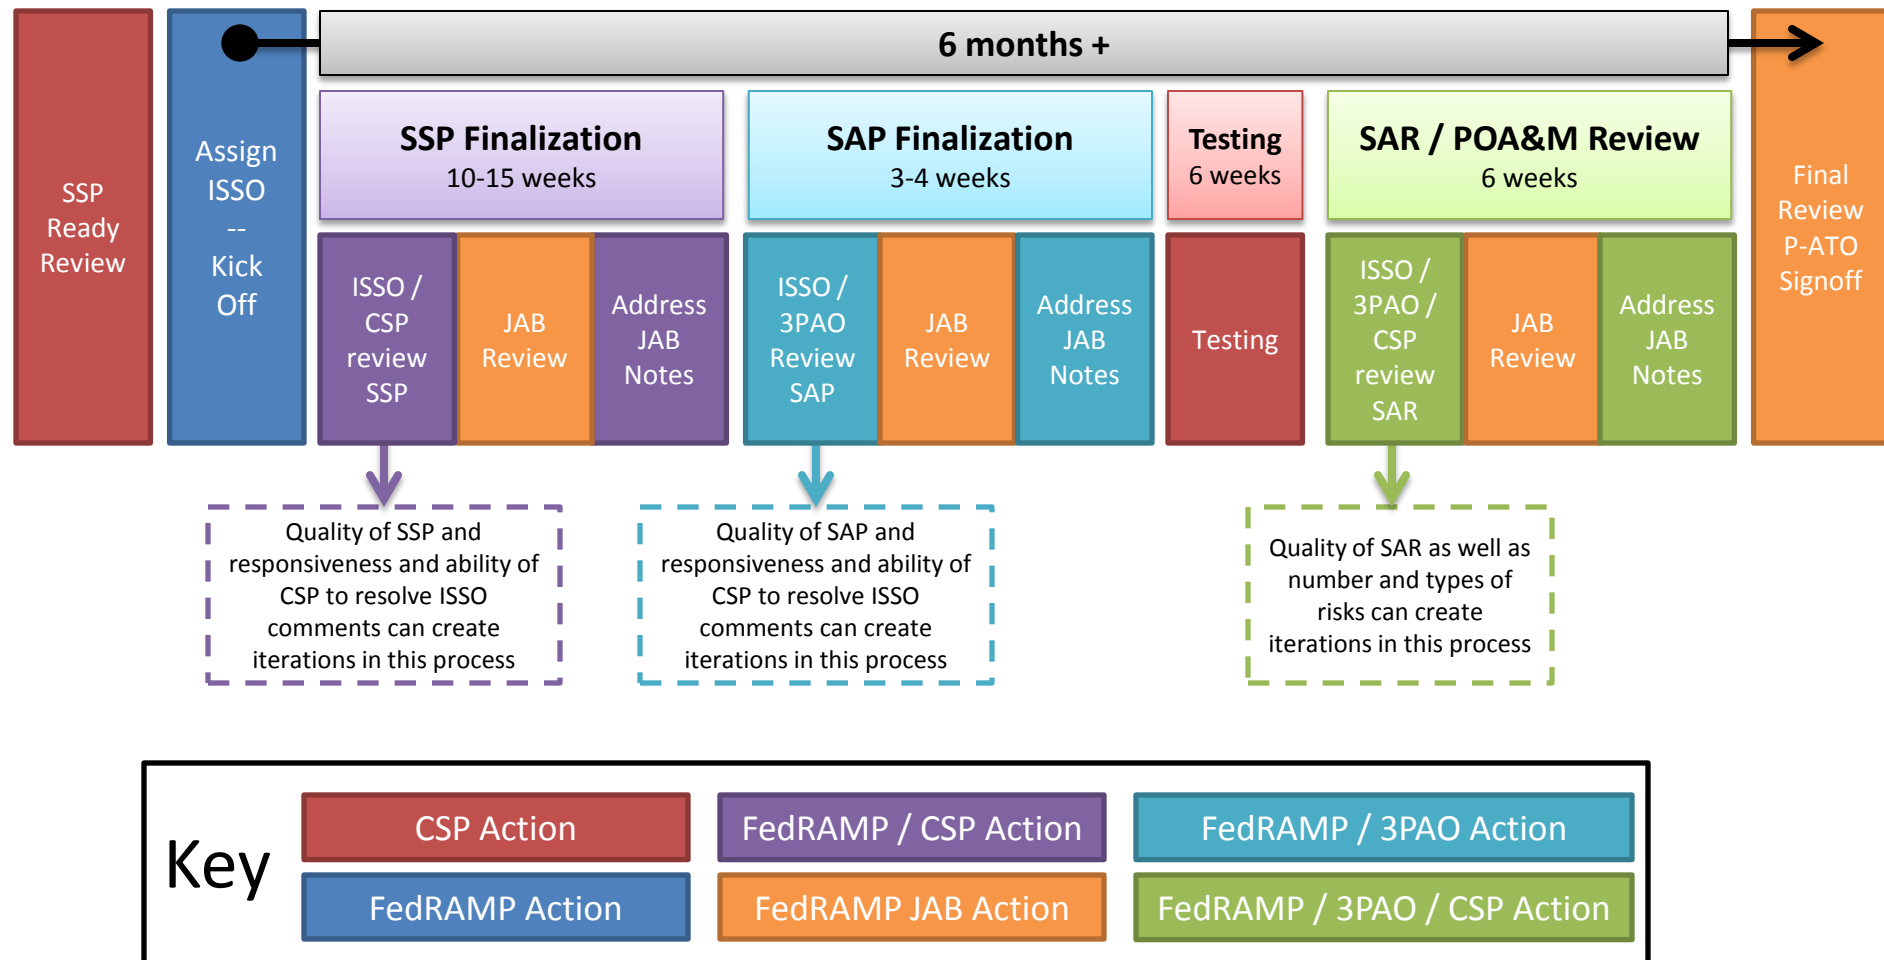 6 months +
SSP
Ready
Review
Assign
ISSO
--
Kick
Off
SSP Finalization
10-15 weeks
SAP Finalization
3-4 weeks
Testing
6 weeks
SAR / POA&M Review
6 weeks
Final
Review
P-ATO
Signoff
ISSO /
CSP
review
SSP
JAB
Review
Address
JAB
Notes
ISSO /
3PAO
Review
SAP
JAB
Review
Address
JAB
Notes
Testing
ISSO /
3PAO /
CSP
review
SAR
JAB
Review
Address
JAB
Notes
Quality of SSP and
responsiveness and ability of
CSP to resolve ISSO
comments can create
iterations in this process
Quality of SAP and
responsiveness and ability of
CSP to resolve ISSO
comments can create
iterations in this process
Quality of SAR as well as
number and types of
risks can create
iterations in this process
Key
CSP Action
FedRAMP / CSP Action
FedRAMP / 3PAO Action
FedRAMP Action
FedRAMP JAB Action
FedRAMP / 3PAO / CSP Action